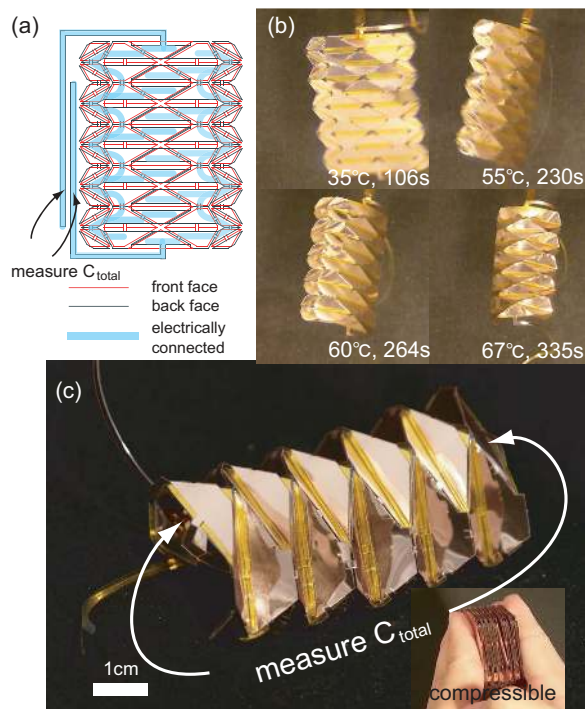 (a)
measure C_total
front face
back face
electrically
connected
(b)
35℃, 106s
55℃, 230s
60℃, 264s
67℃, 335s
(c)
measure C_total
1cm
compressible